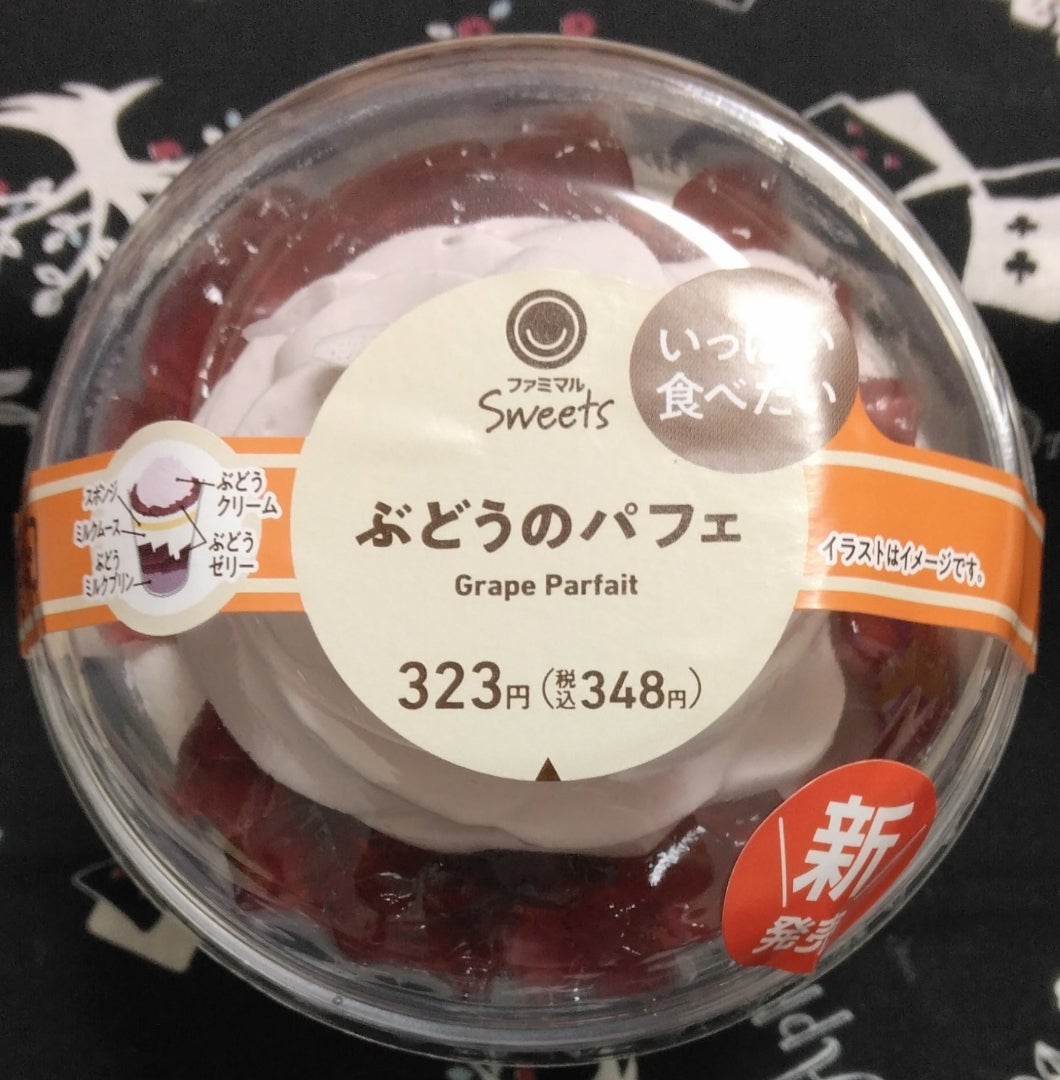 ファミマル
Sweets
いっぱい
食べたい
ぶどうのパフェ
Grape Parfait
323円(税込348円)
スポンジ
ミルクムース
ぶどう
ミルクプリン
ぶどう
クリーム
ぶどう
ゼリー
イラストはイメージです。
新
発売